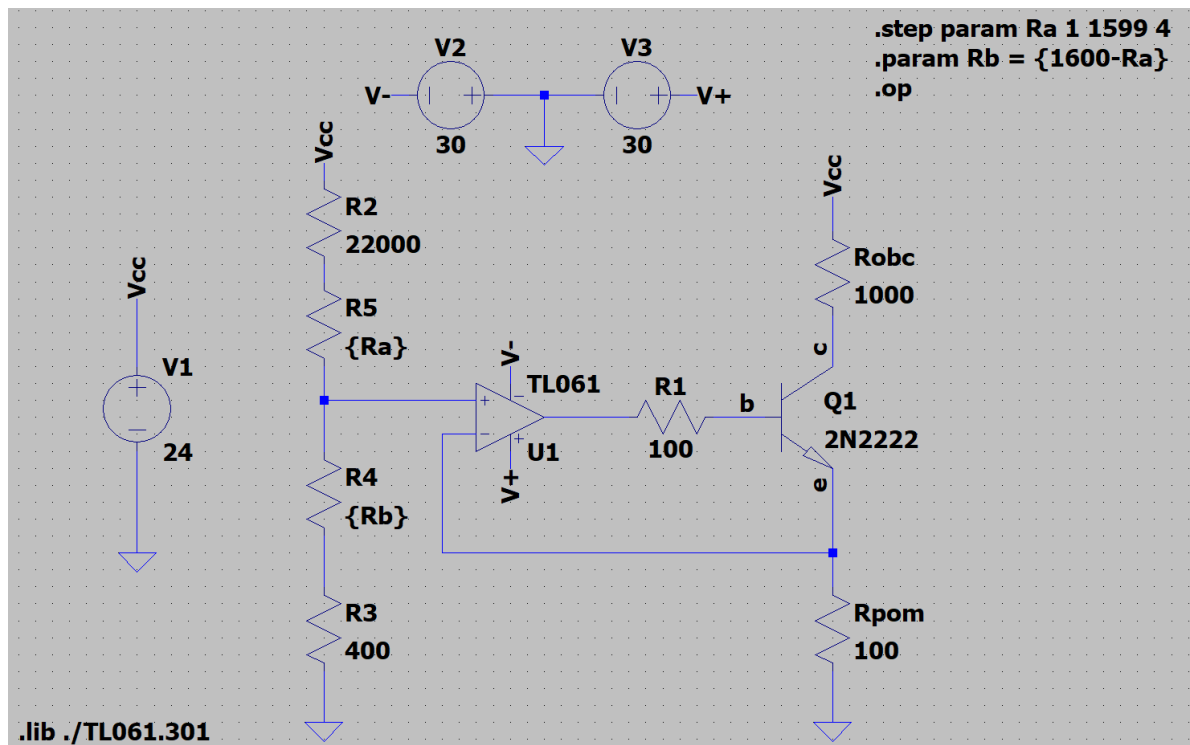 .step param Ra 1 1599 4
.param Rb = {1600-Ra}
.op
V2
V-
30
V3
V+
30
Vcc
R2
22000
R5
{Ra}
R4
{Rb}
R3
400
Vcc
V1
24
V-
TL061
U1
V+
R1
100
b
Vcc
Robc
1000
c
Q1
2N2222
e
Rpom
100
.lib ./TL061.301